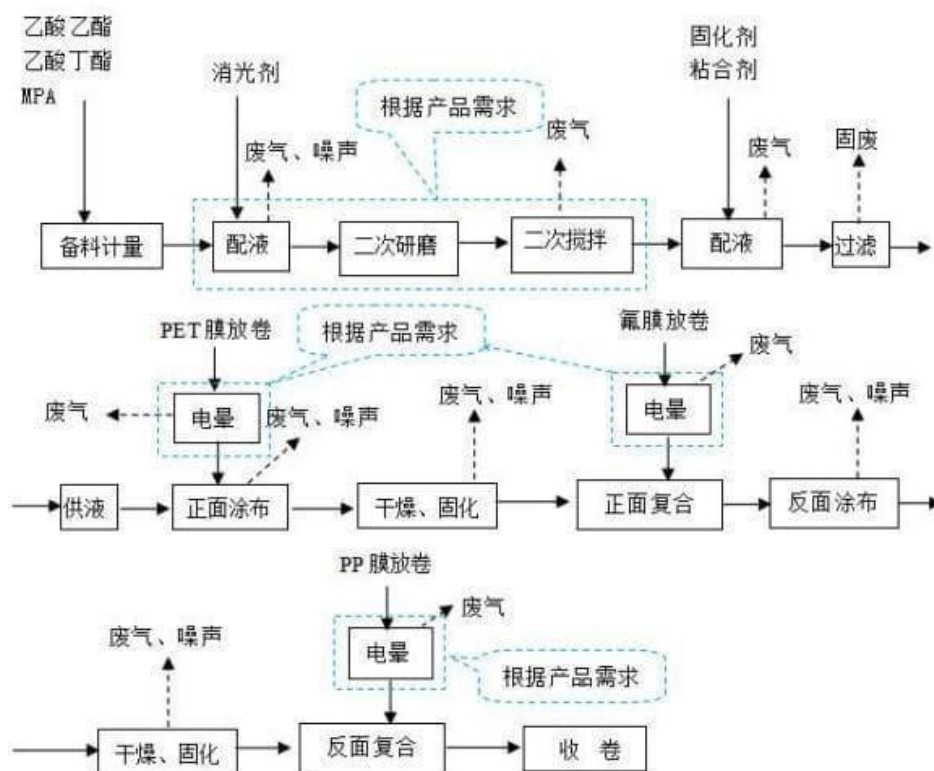 乙酸乙酯
乙酸丁酯
MPA
消光剂
根据产品需求
固化剂
粘合剂
废气、噪声
废气
废气
固废
备料计量
配液
二次研磨
二次搅拌
配液
过滤
PET膜放卷
根据产品需求
氟膜放卷
废气
废气
电晕
废气、噪声
废气、噪声
电晕
废气、噪声
供液
正面涂布
干燥、固化
正面复合
反面涂布
PP膜放卷
废气
废气、噪声
电晕
根据产品需求
干燥、固化
反面复合
收 卷